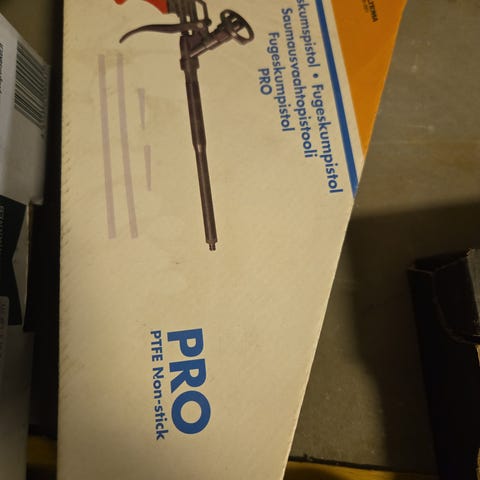 skumspistol • Fugeskumpistol
Saumausvaahtopistooli
Fugeskumpistol
PRO
PRO
PTFE Non-stick